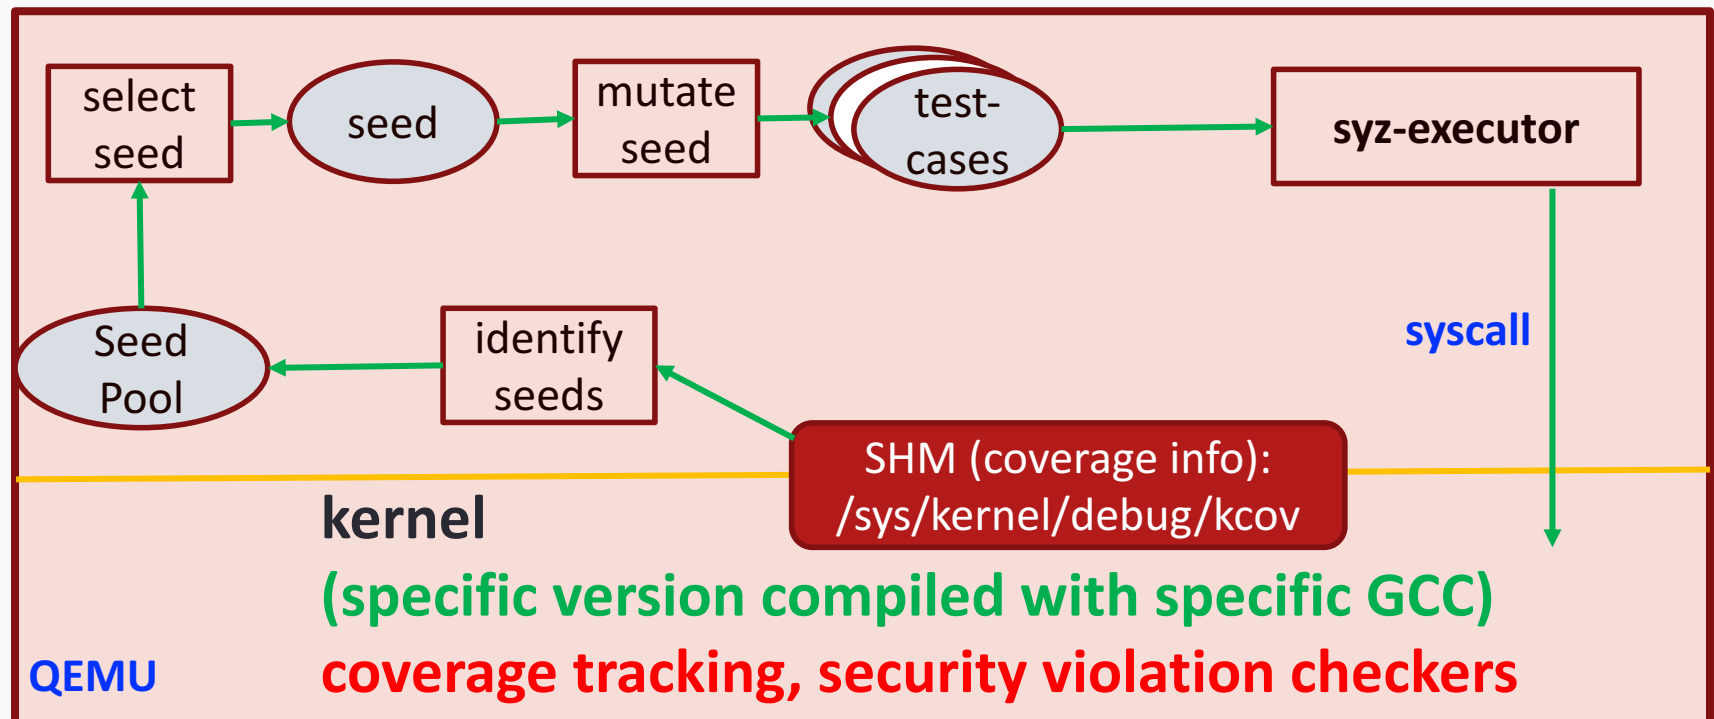 select
seed
seed
mutate
seed
test-
cases
syz-executor
Seed
Pool
identify
seeds
syscall
SHM (coverage info):
/sys/kernel/debug/kcov
kernel
(specific version compiled with specific GCC)
QEMU
coverage tracking, security violation checkers